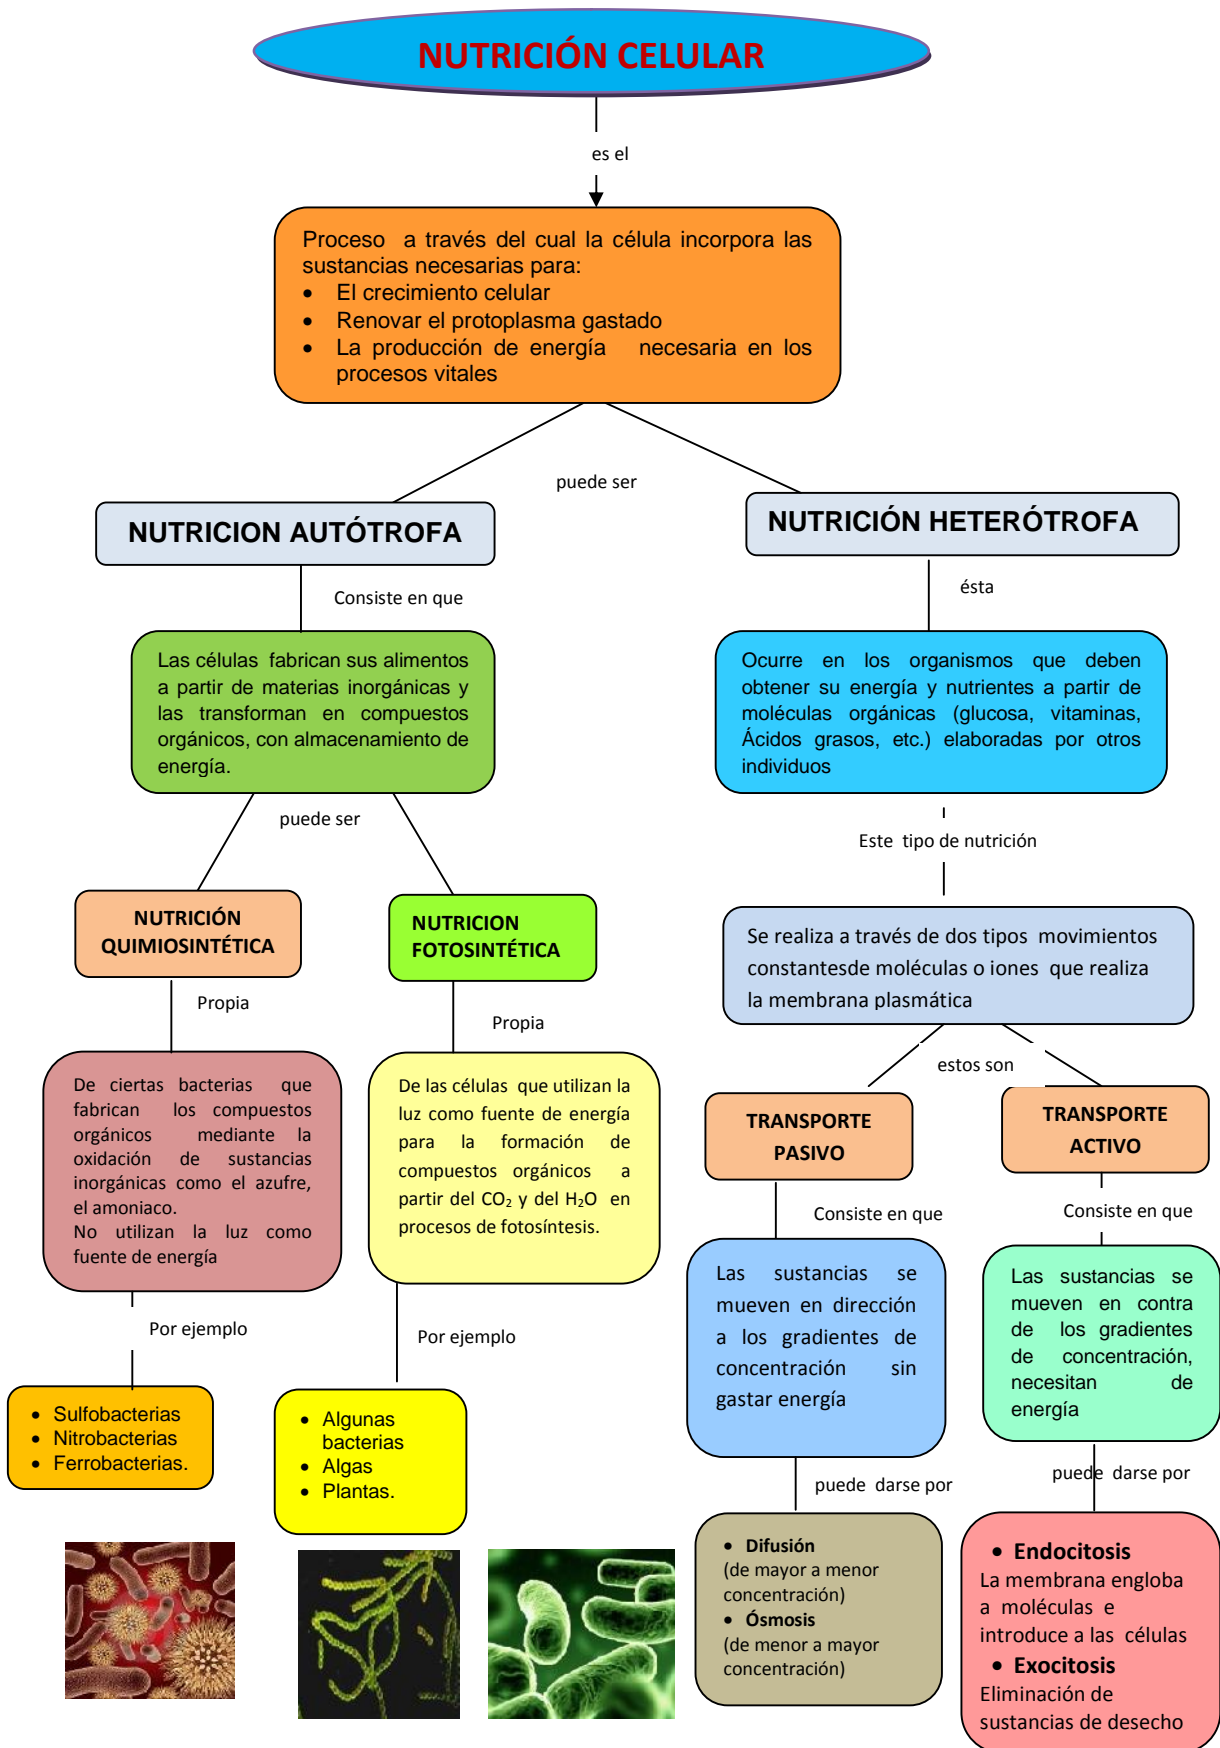 NUTRICIÓN CELULAR
es el
Proceso a través del cual la célula incorpora las
sustancias necesarias para:
• El crecimiento celular
• Renovar el protoplasma gastado
• La producción de energía necesaria en los
procesos vitales
puede ser
NUTRICION AUTÓTROFA
Consiste en que
Las células fabrican sus alimentos
a partir de materias inorgánicas y
las transforman en compuestos
orgánicos, con almacenamiento de
energía.
puede ser
NUTRICIÓN
QUIMIOSINTÉTICA
Propia
De ciertas bacterias que
fabrican los compuestos
orgánicos mediante la
oxidación de sustancias
inorgánicas como el azufre,
el amoniaco.
No utilizan la luz como
fuente de energía
Por ejemplo
• Sulfobacterias
• Nitrobacterias
• Ferrobacterias.
NUTRICION
FOTOSINTÉTICA
Propia
De las células que utilizan la
luz como fuente de energía
para la formación de
compuestos orgánicos a
partir del CO₂ y del H₂O en
procesos de fotosíntesis.
Por ejemplo
• Algunas
bacterias
• Algas
• Plantas.
NUTRICIÓN HETERÓTROFA
ésta
Ocurre en los organismos que deben
obtener su energía y nutrientes a partir de
moléculas orgánicas (glucosa, vitaminas,
Ácidos grasos, etc.) elaboradas por otros
individuos
Este tipo de nutrición
Se realiza a través de dos tipos movimientos
constantesde moléculas o iones que realiza
la membrana plasmática
estos son
TRANSPORTE
PASIVO
Consiste en que
Las sustancias se
mueven en dirección
a los gradientes de
concentración sin
gastar energía
puede darse por
• Difusión
(de mayor a menor
concentración)
• Ósmosis
(de menor a mayor
concentración)
TRANSPORTE
ACTIVO
Consiste en que
Las sustancias se
mueven en contra
de los gradientes
de concentración,
necesitan de
energía
puede darse por
• Endocitosis
La membrana engloba
a moléculas e
introduce a las células
• Exocitosis
Eliminación de
sustancias de desecho